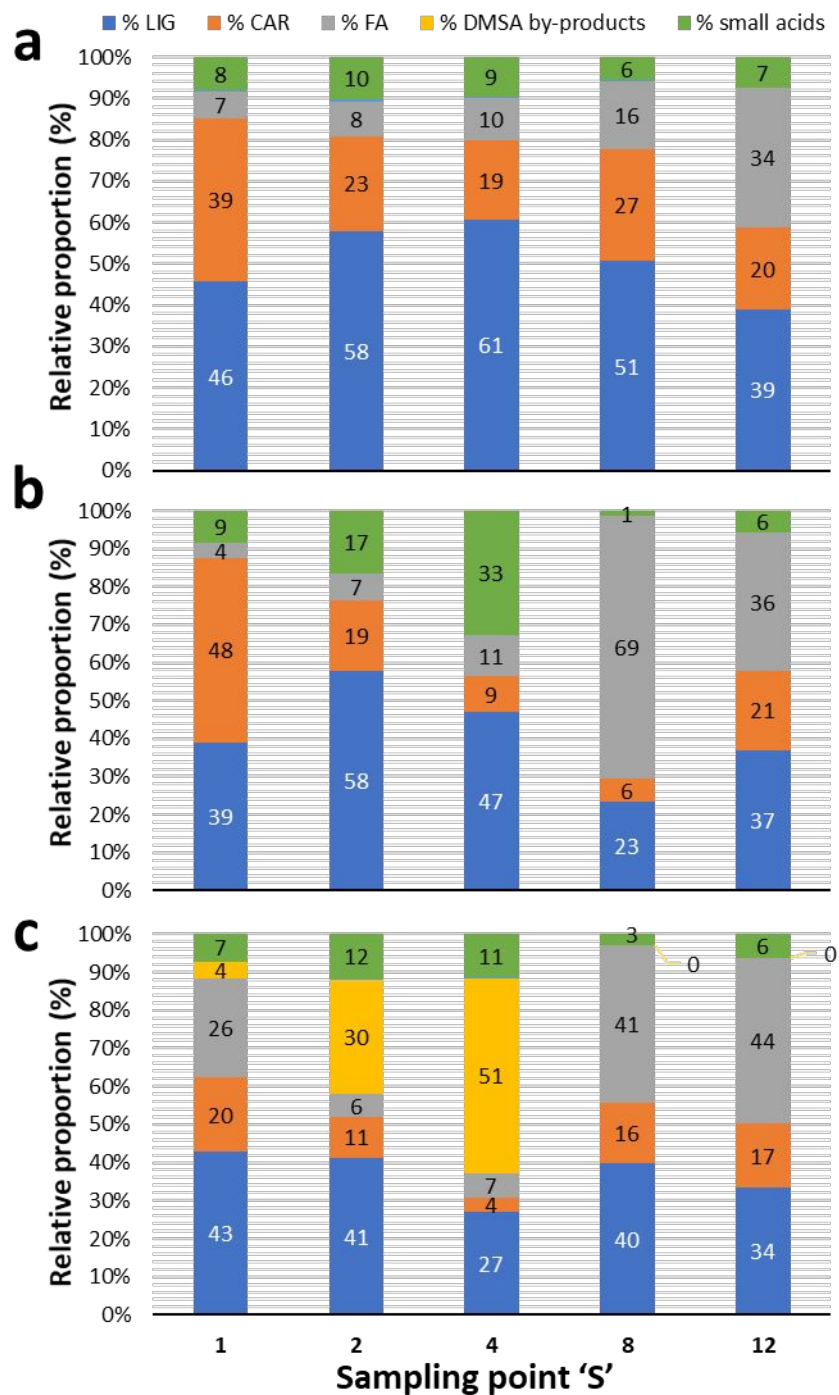 % LIG % CAR % FA % DMSA by-products % small acids
a
Relative proportion (%)
100%
90%
80%
70%
60%
50%
40%
30%
20%
10%
0%
8 10 9 6 7
7 8 10 16 34
39 23 19 27 20
46 58 61 51 39
b
Relative proportion (%)
100%
90%
80%
70%
60%
50%
40%
30%
20%
10%
0%
9 17 33 1 6
4 7 11 69 36
48 19 9 6 21
39 58 47 23 37
c
Relative proportion (%)
100%
90%
80%
70%
60%
50%
40%
30%
20%
10%
0%
7 12 11 3 6
4 30 51 0 0
26 6 7 41 44
20 11 4 16 17
43 41 27 40 34
1 2 4 8 12
Sampling point ‘S’